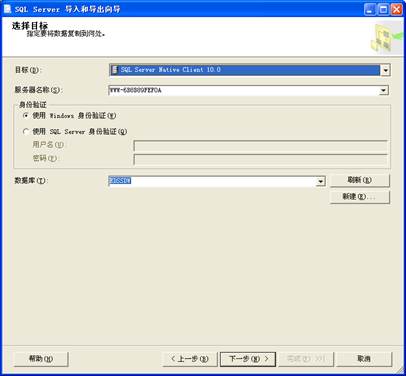 SQL Server 导入和导出向导
选择目标
指定要将数据复制到何处。
目标(D):
SQL Server Native Client 10.0
服务器名称(S):
身份验证
使用 Windows 身份验证(W)
使用 SQL Server 身份验证(Q)
用户名(U):
密码(P):
数据库(T):
刷新(R)
新建(E)...
帮助(H)
< 上一步(B)
下一步(N) >
完成(F) >>|
取消